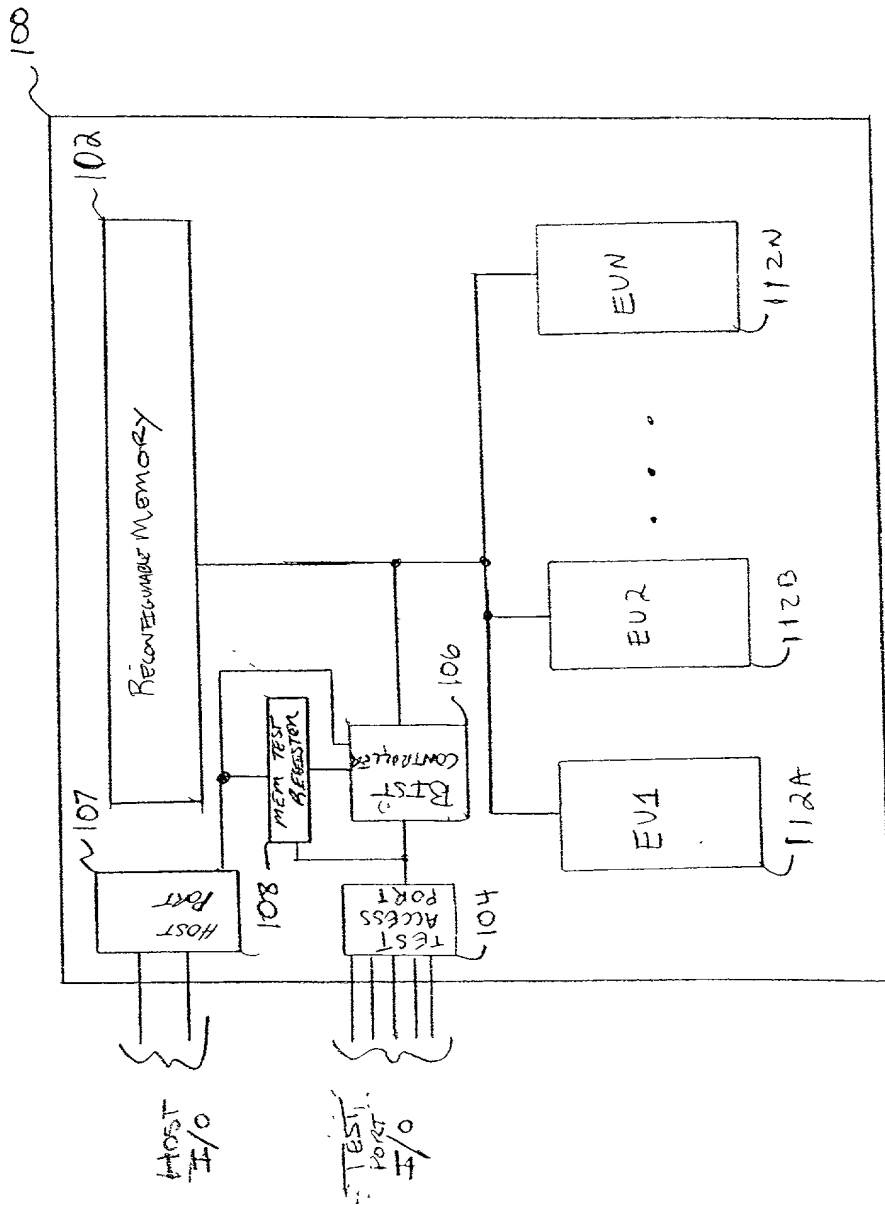 100
102
RECONFIGURABLE MEMORY
107
HOST
PORT
HOST
I/O
MEM TEST
REGISTER
108
BIST
CONTROLLER
106
TEST
ACCESS
PORT
104
TEST
PORT
I/O
EU1
112A
EU2
112B
. . .
EUN
112N